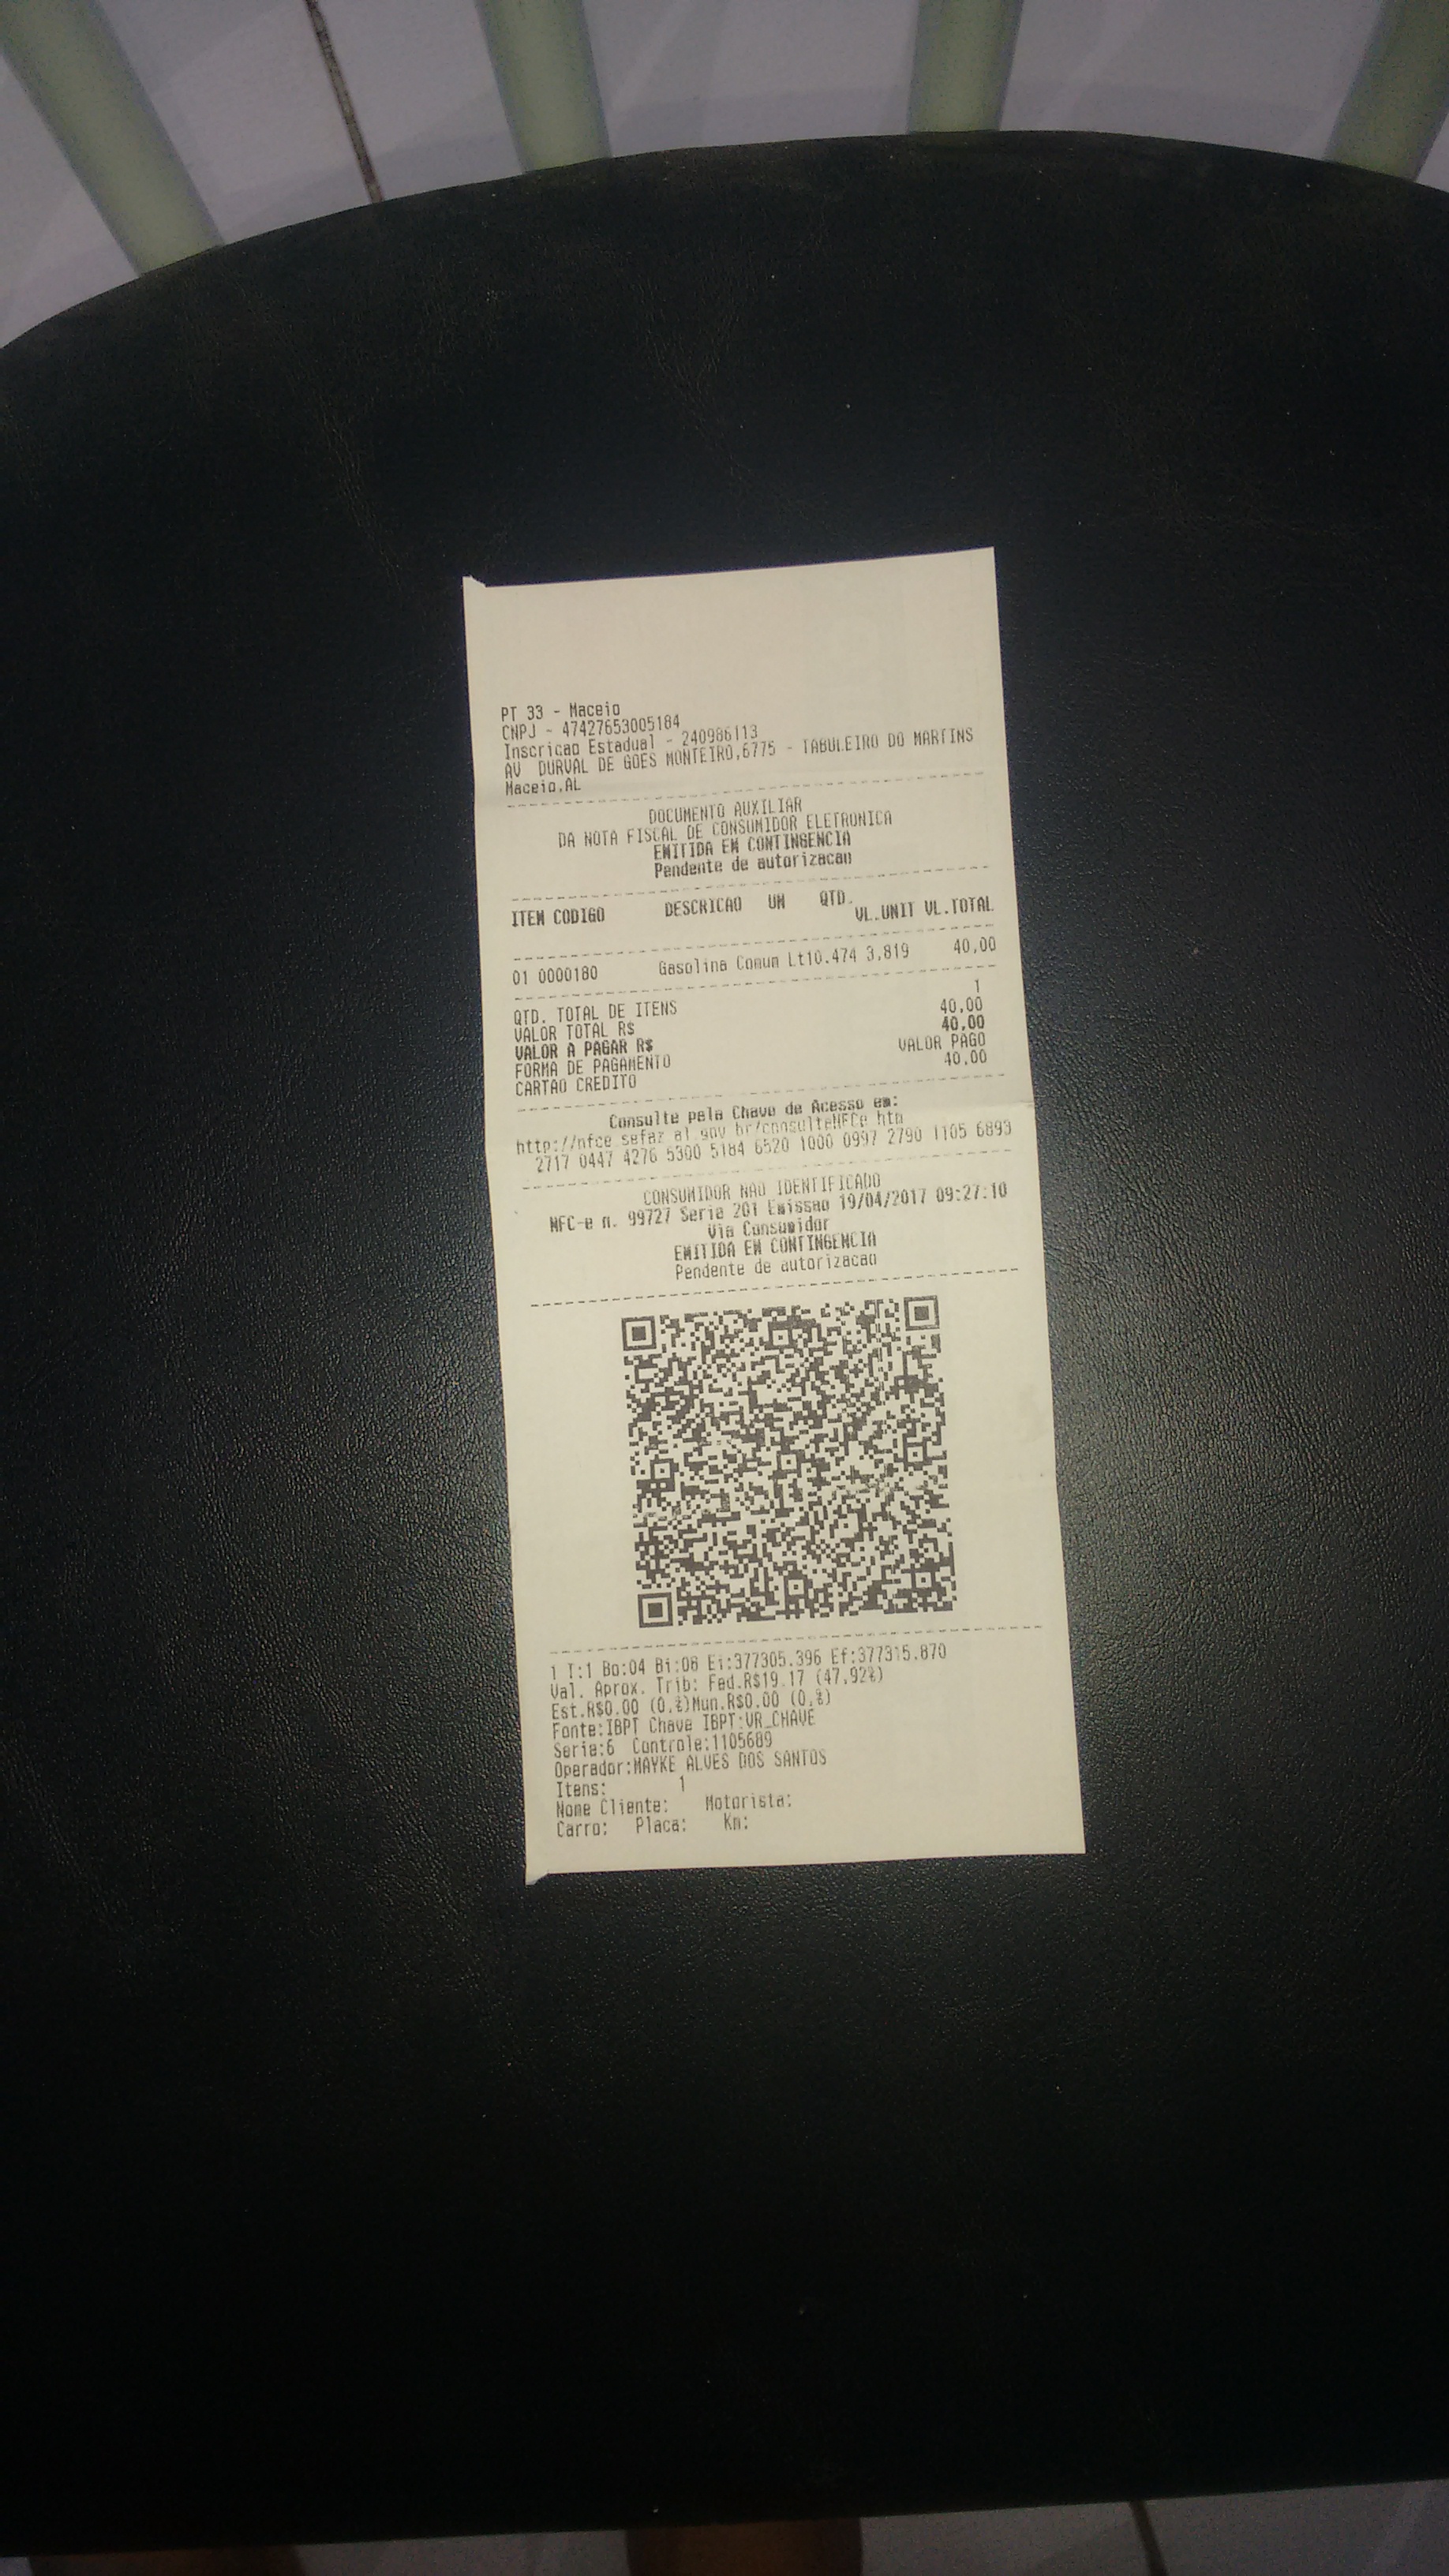 PT 33 - Maceio
CNPJ - 47427653005184
Inscricao Estadual - 240986113
AV DURVAL DE GOES MONTEIRO,6775 - TABULEIRO DO MARTINS
Maceio,AL
DOCUMENTO AUXILIAR
DA NOTA FISCAL DE CONSUMIDOR ELETRONICA
EMITIDA EM CONTINGENCIA
Pendente de autorizacao
ITEM CODIGO DESCRICAO UM QTD. VL.UNIT VL.TOTAL
01 0000180 Gasolina Comum Lt10.474 3,819 40,00
QTD. TOTAL DE ITENS 1
VALOR TOTAL R$ 40,00
VALOR A PAGAR R$ 40,00
FORMA DE PAGAMENTO VALOR PAGO
CARTAO CREDITO 40,00
Consulte pela Chave de Acesso em:
http://nfce.sefaz.al.gov.br/consulteNFCe.htm
2717 0447 4276 5300 5184 6520 1000 0997 2790 1105 6893
CONSUMIDOR NAO IDENTIFICADO
NFC-e n. 99727 Serie 201 Emissao 19/04/2017 09:27:10
Via Consumidor
EMITIDA EM CONTINGENCIA
Pendente de autorizacao
1 T:1 Bo:04 Bi:06 Ei:377305.396 Ef:377315.870
Val. Aprox. Trib: Fed.R$19.17 (47,92%)
Est.R$0.00 (0,%)Mun.R$0.00 (0,%)
Fonte:IBPT Chave IBPT:VR_CHAVE
Serie:6 Controle:1105689
Operador:MAYKE ALVES DOS SANTOS
Itens: 1
Nome Cliente: Motorista:
Carro: Placa: Km: